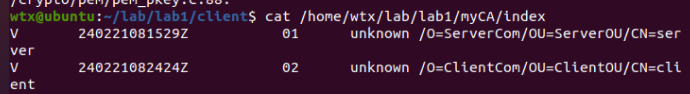 /crypto/pem/pem_pkey.c:88.
wtx@ubuntu:~/lab/lab1/client$ cat /home/wtx/lab/lab1/myCA/index
V       240221081529Z           01      unknown /O=ServerCom/OU=ServerOU/CN=ser
ver
V       240221082424Z           02      unknown /O=ClientCom/OU=ClientOU/CN=cli
ent